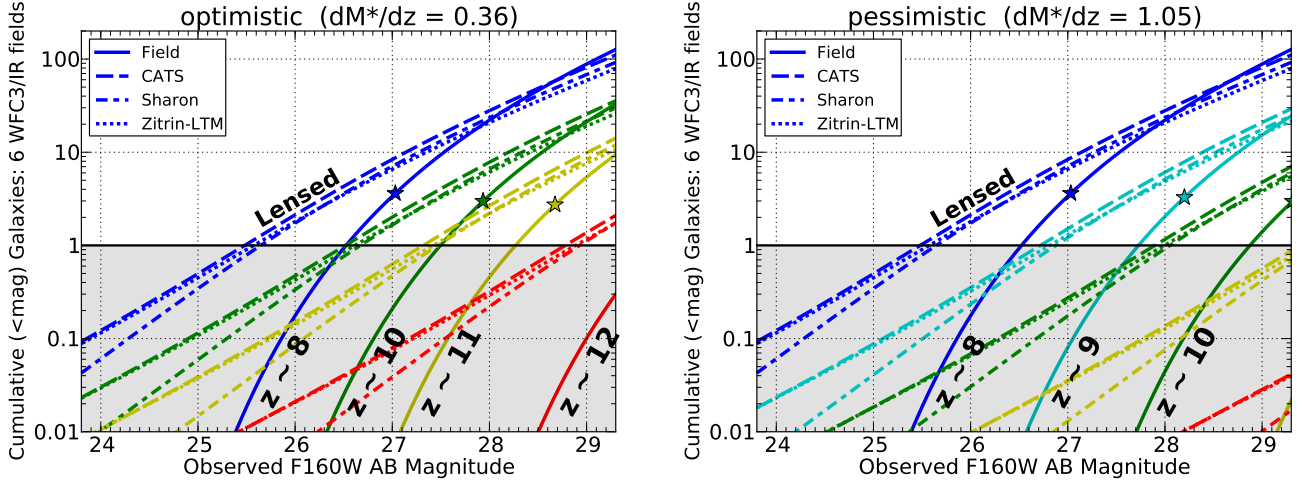 optimistic (dM*/dz = 0.36)
Cumulative (<mag) Galaxies: 6 WFC3/IR fields
100
10
1
0.1
0.01
Field
CATS
Sharon
Zitrin-LTM
Lensed
z ~ 8
z ~ 10
z ~ 11
z ~ 12
24 25 26 27 28 29
Observed F160W AB Magnitude
pessimistic (dM*/dz = 1.05)
Cumulative (<mag) Galaxies: 6 WFC3/IR fields
100
10
1
0.1
0.01
Field
CATS
Sharon
Zitrin-LTM
Lensed
z ~ 8
z ~ 9
z ~ 10
24 25 26 27 28 29
Observed F160W AB Magnitude